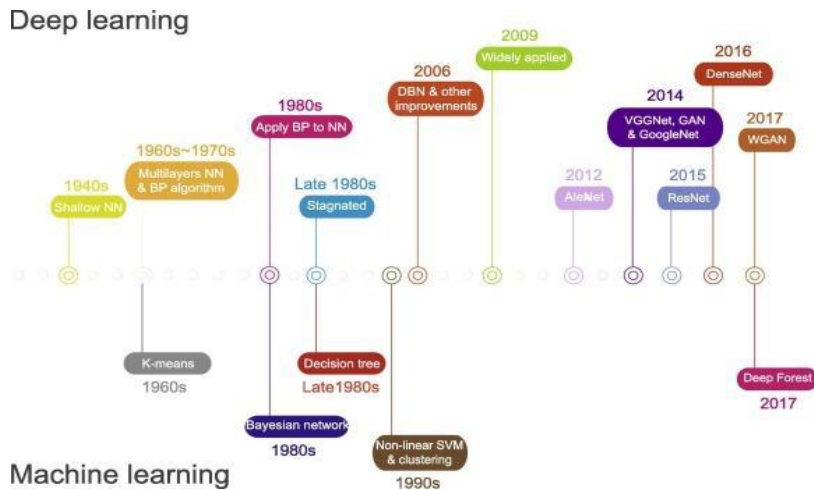 Deep learning
1940s
Shallow NN
1960s~1970s
Multilayers NN
& BP algorithm
1980s
Apply BP to NN
Late 1980s
Stagnated
2006
DBN & other
improvements
2009
Widely applied
2012
AleNet
2014
VGGNet, GAN
& GoogleNet
2015
ResNet
2016
DenseNet
2017
WGAN
K-means
1960s
Bayesian network
1980s
Decision tree
Late1980s
Non-linear SVM
& clustering
1990s
Deep Forest
2017
Machine learning